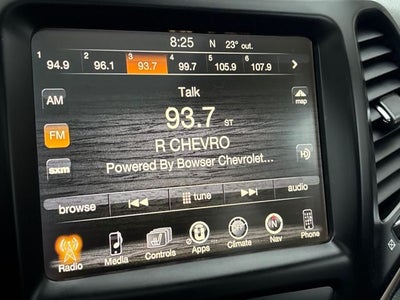 8:25 N 23° out.
1 2 3 4 5 6
94.9 96.1 93.7 99.7 105.9 107.9
Talk
AM
93.7 ST
map
FM
R CHEVRO
Powered By Bowser Chevrolet...
HD
sxm
browse tune audio
Radio Media Controls Apps Climate Nav Phone